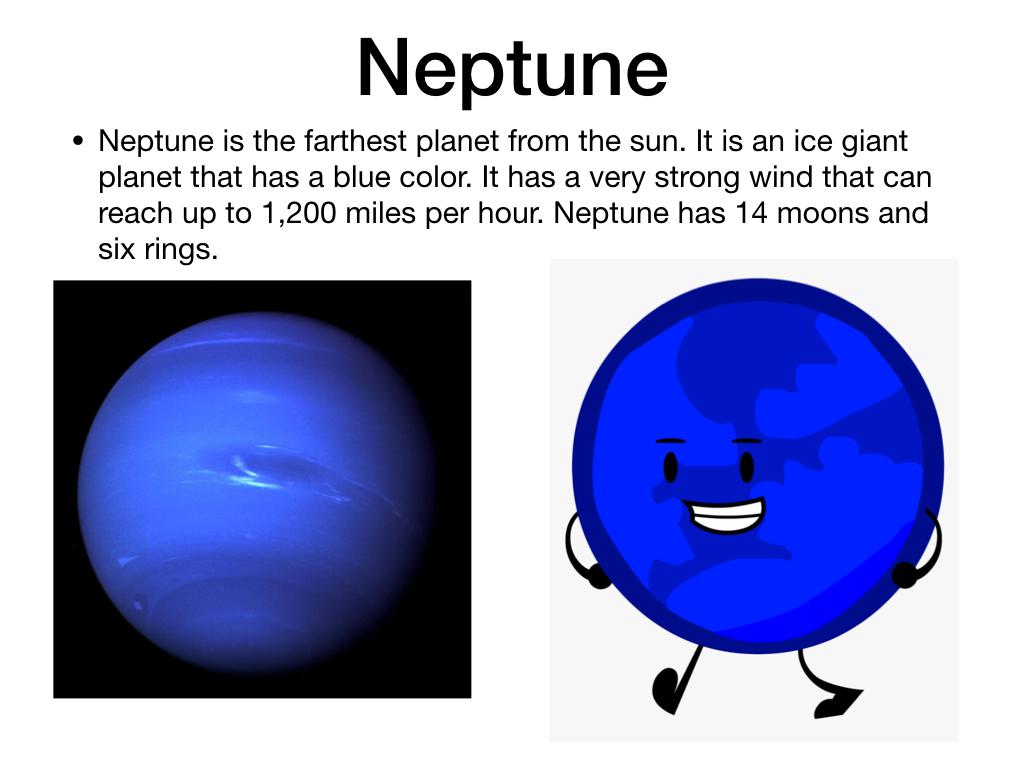 Neptune
• Neptune is the farthest planet from the sun. It is an ice giant
planet that has a blue color. It has a very strong wind that can
reach up to 1,200 miles per hour. Neptune has 14 moons and
six rings.